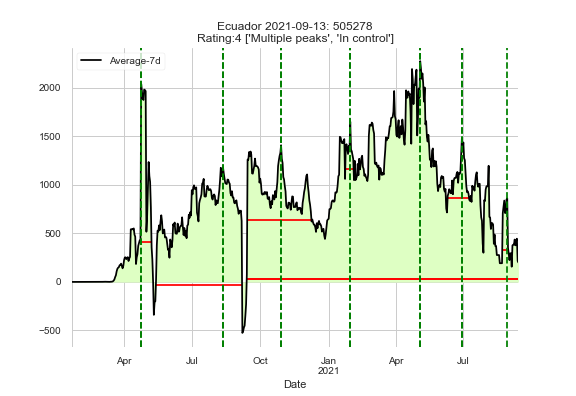 Ecuador 2021-09-13: 505278
Rating:4 ['Multiple peaks', 'In control']
Average-7d
2000
1500
1000
500
0
−500
Apr
Jul
Oct
Jan
2021
Apr
Jul
Date